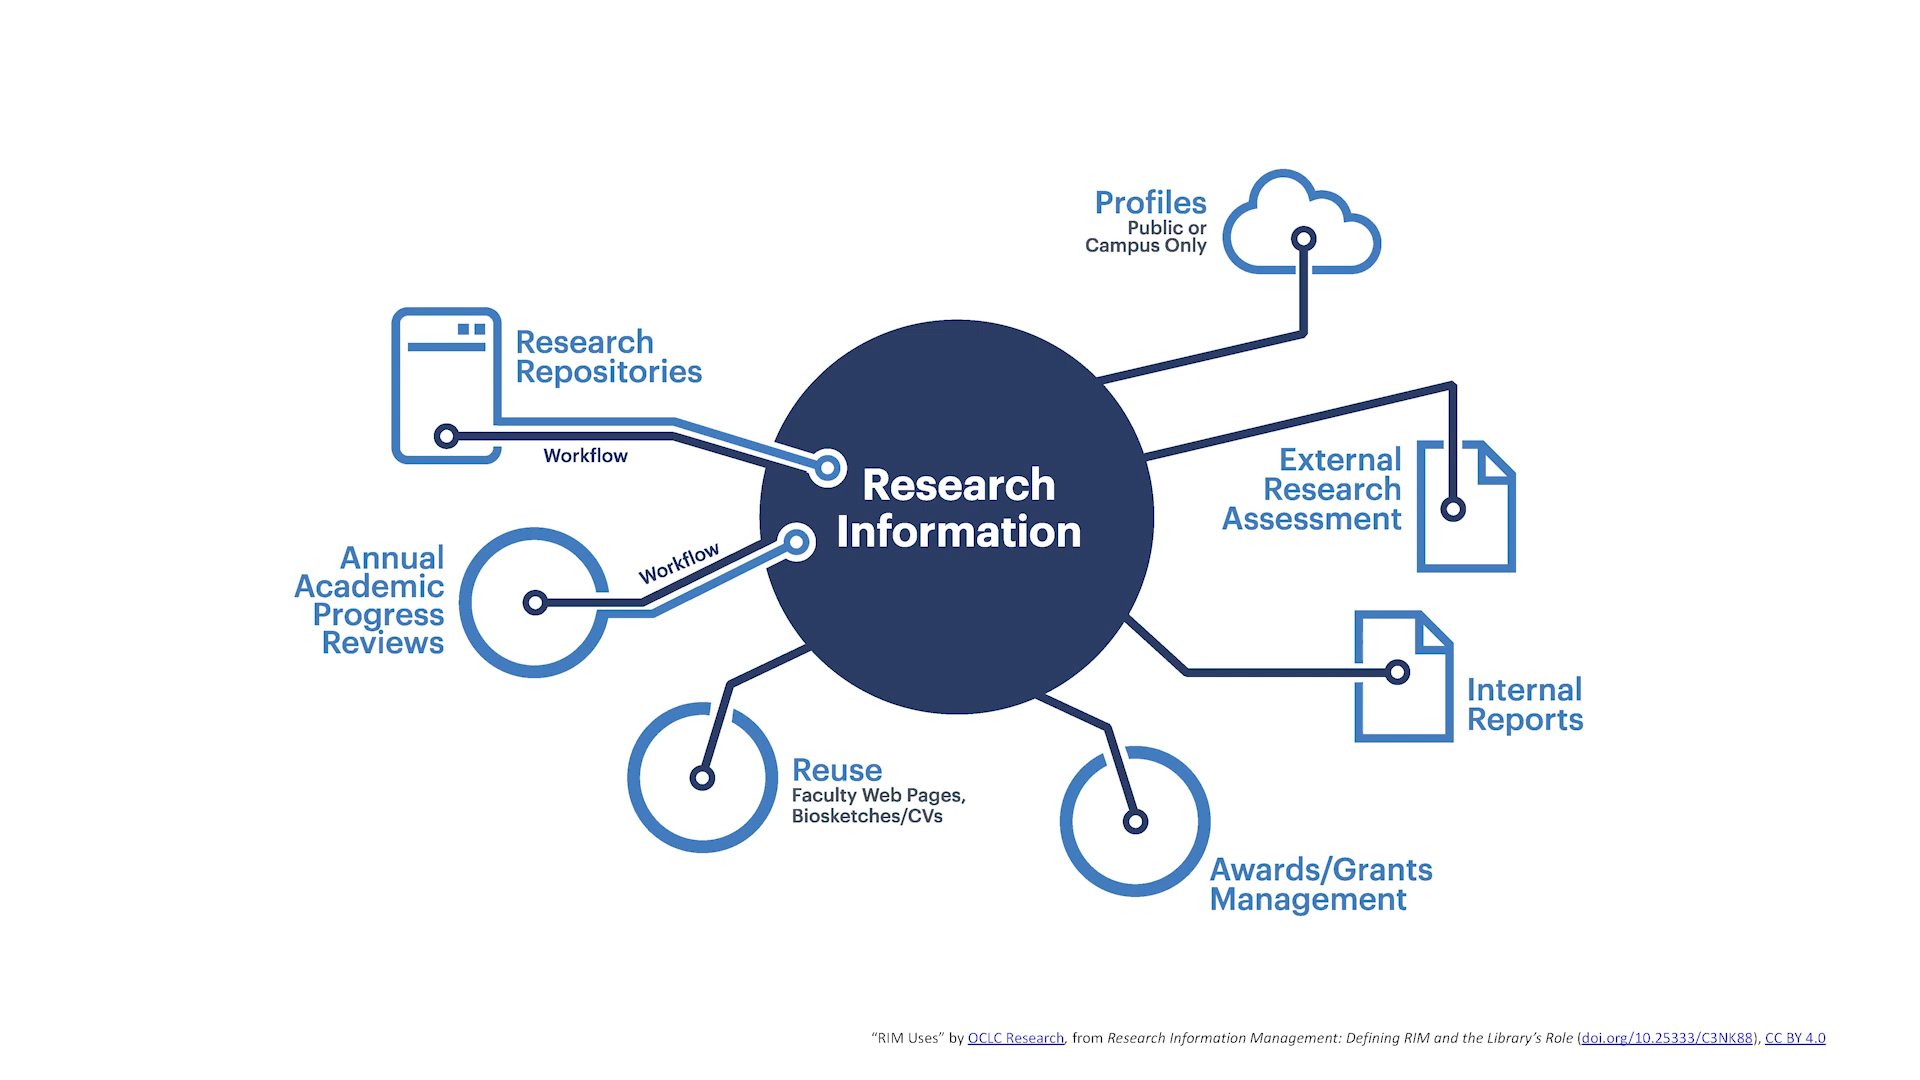 Profiles
Public or
Campus Only
Research
Repositories
Workflow
External
Research
Assessment
Research
Information
Annual
Academic
Progress
Reviews
Workflow
Internal
Reports
Reuse
Faculty Web Pages,
Biosketches/CVs
Awards/Grants
Management
“RIM Uses” by OCLC Research, from Research Information Management: Defining RIM and the Library’s Role (doi.org/10.25333/C3NK88), CC BY 4.0